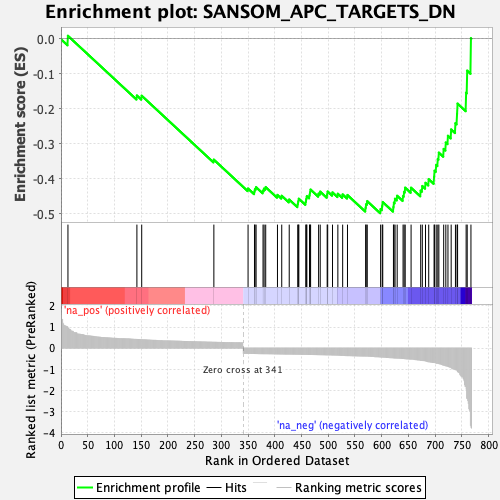 Enrichment plot: SANSOM_APC_TARGETS_DN
Enrichment score (ES)
0.0
-0.1
-0.2
-0.3
-0.4
-0.5
'na_pos' (positively correlated)
Ranked list metric (PreRanked)
2
1
0
-1
-2
-3
-4
Zero cross at 341
'na_neg' (negatively correlated)
0 50 100 150 200 250 300 350 400 450 500 550 600 650 700 750 800
Rank in Ordered Dataset
Enrichment profile Hits Ranking metric scores